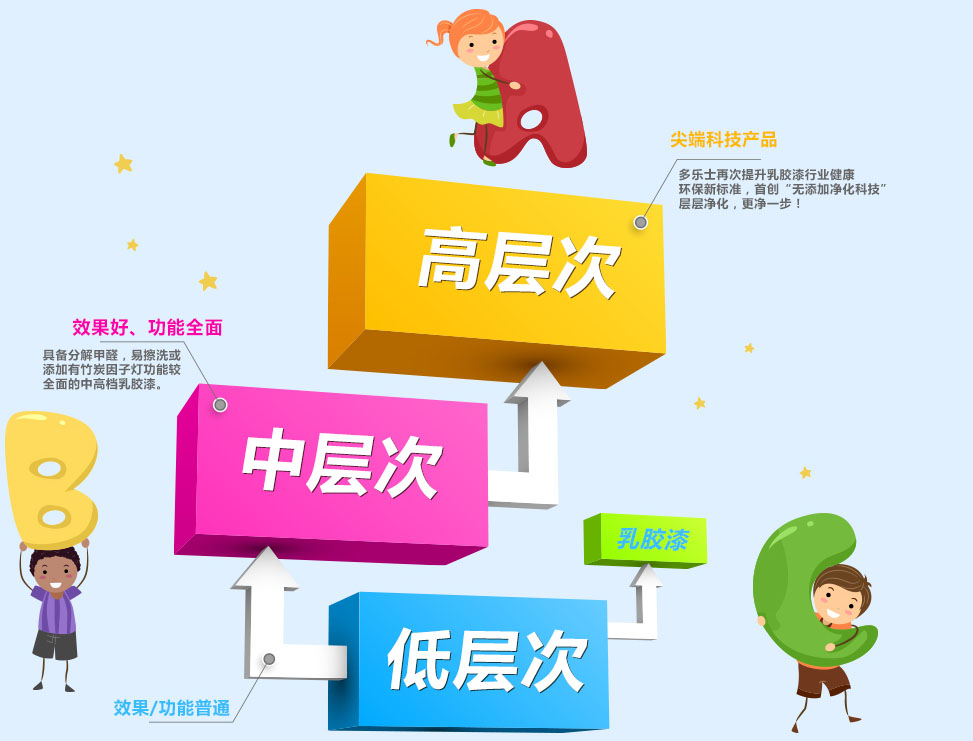 A
尖端科技产品
多乐士再次提升乳胶漆行业健康
环保新标准，首创“无添加净化科技”
层层净化，更净一步！
高层次
效果好、功能全面
具备分解甲醛，易擦洗或
添加有竹炭因子灯功能较
全面的中高档乳胶漆。
B
中层次
乳胶漆
C
低层次
效果/功能普通